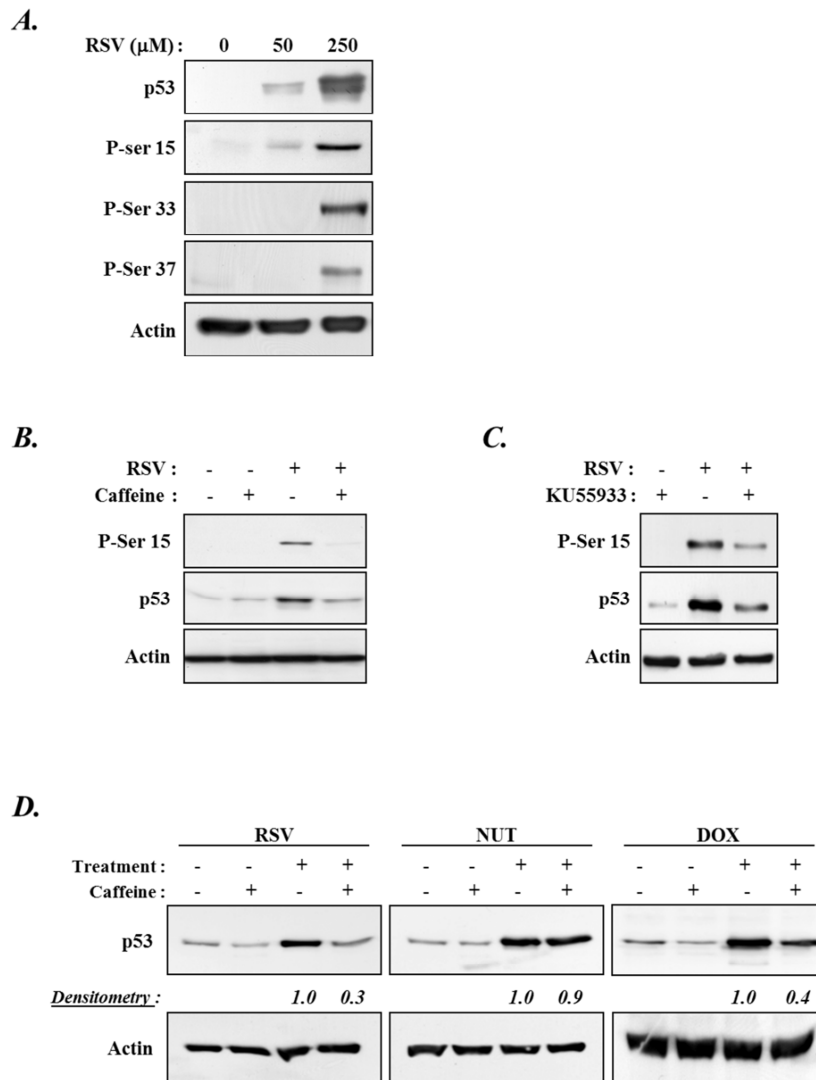 A.
RSV (µM) : 0 50 250
p53
P-ser 15
P-Ser 33
P-Ser 37
Actin
B.
RSV : - - + +
Caffeine : - + - +
P-Ser 15
p53
Actin
C.
RSV : - + +
KU55933 : + - +
P-Ser 15
p53
Actin
D.
RSV NUT DOX
Treatment : - - + + - - + + - - + +
Caffeine : - + - + - + - + - + - +
p53
Densitometry : 1.0 0.3 1.0 0.9 1.0 0.4
Actin